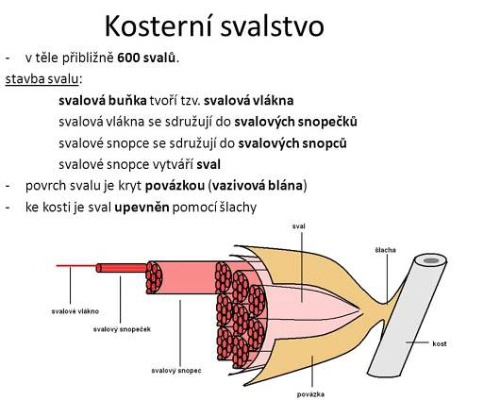 Kosterní svalstvo
- v těle přibližně 600 svalů.
stavba svalu:
svalová buňka tvoří tzv. svalová vlákna
svalová vlákna se sdružují do svalových snopečků
svalové snopce se sdružují do svalových snopců
svalové snopce vytváří sval
- povrch svalu je kryt povázkou (vazivová blána)
- ke kosti je sval upevněn pomocí šlachy
sval
šlacha
svalové vlákno
svalový snopeček
kost
svalový snopec
povázka